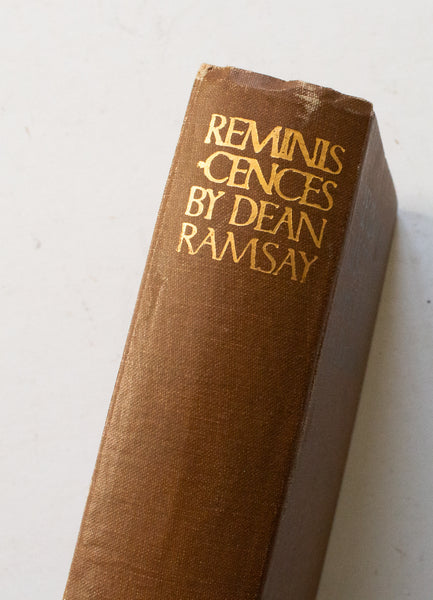 REMINIS
-CENCES
BY DEAN
RAMSAY